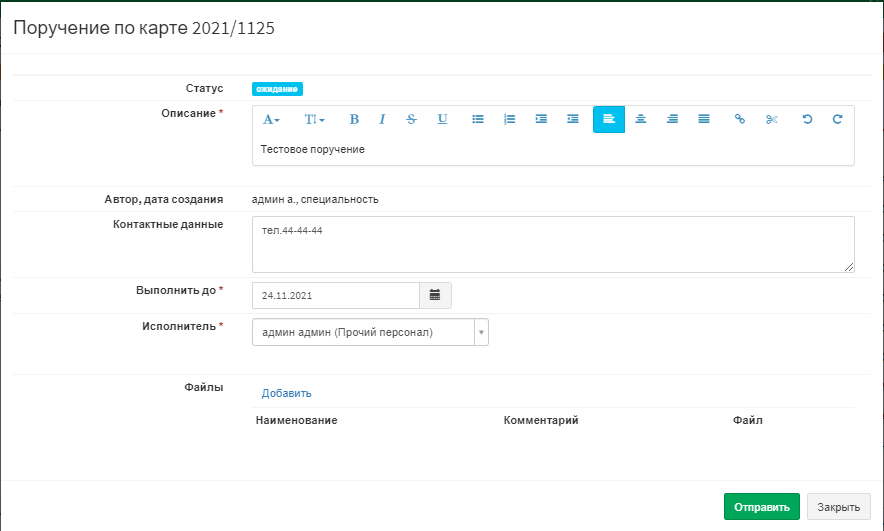 Поручение по карте 2021/1125
Статус ожидание
Описание *
A T B I S U
Тестовое поручение
Автор, дата создания админ а., специальность
Контактные данные тел.44-44-44
Выполнить до * 24.11.2021
Исполнитель * админ админ (Прочий персонал)
Файлы Добавить
Наименование Комментарий Файл
Отправить Закрыть